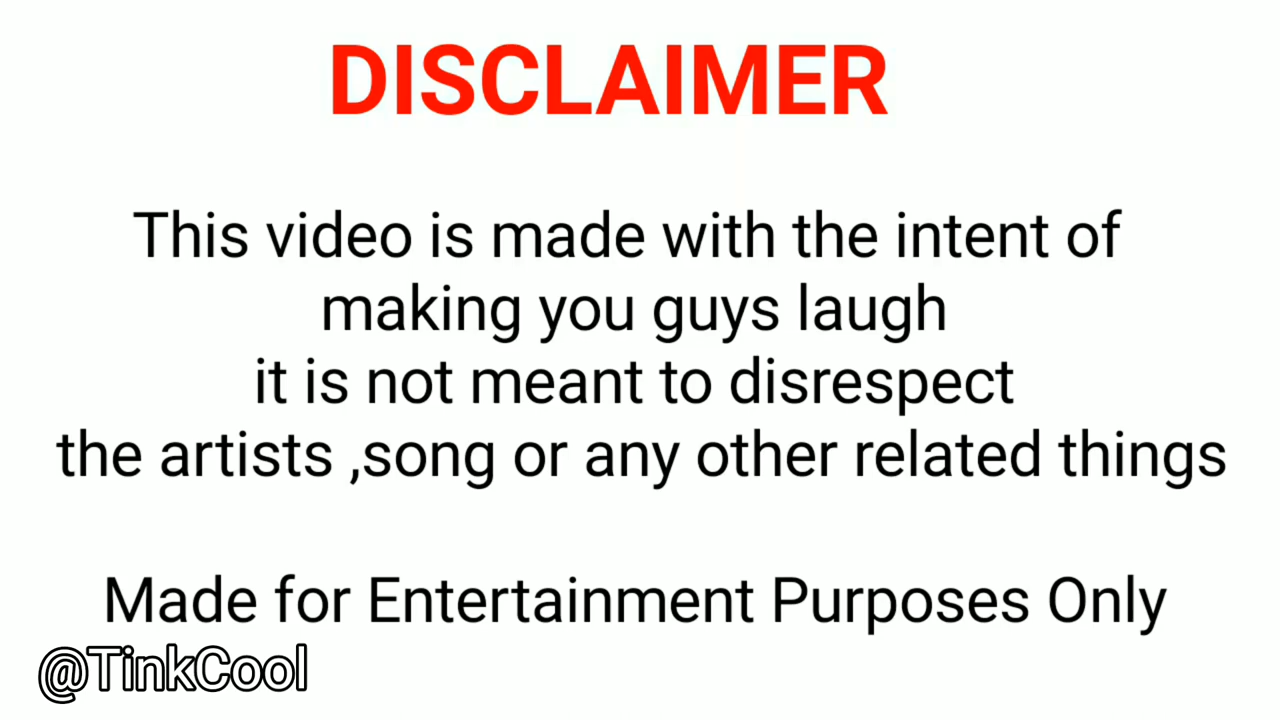 DISCLAIMER
This video is made with the intent of
making you guys laugh
it is not meant to disrespect
the artists ,song or any other related things
Made for Entertainment Purposes Only
@TinkCool